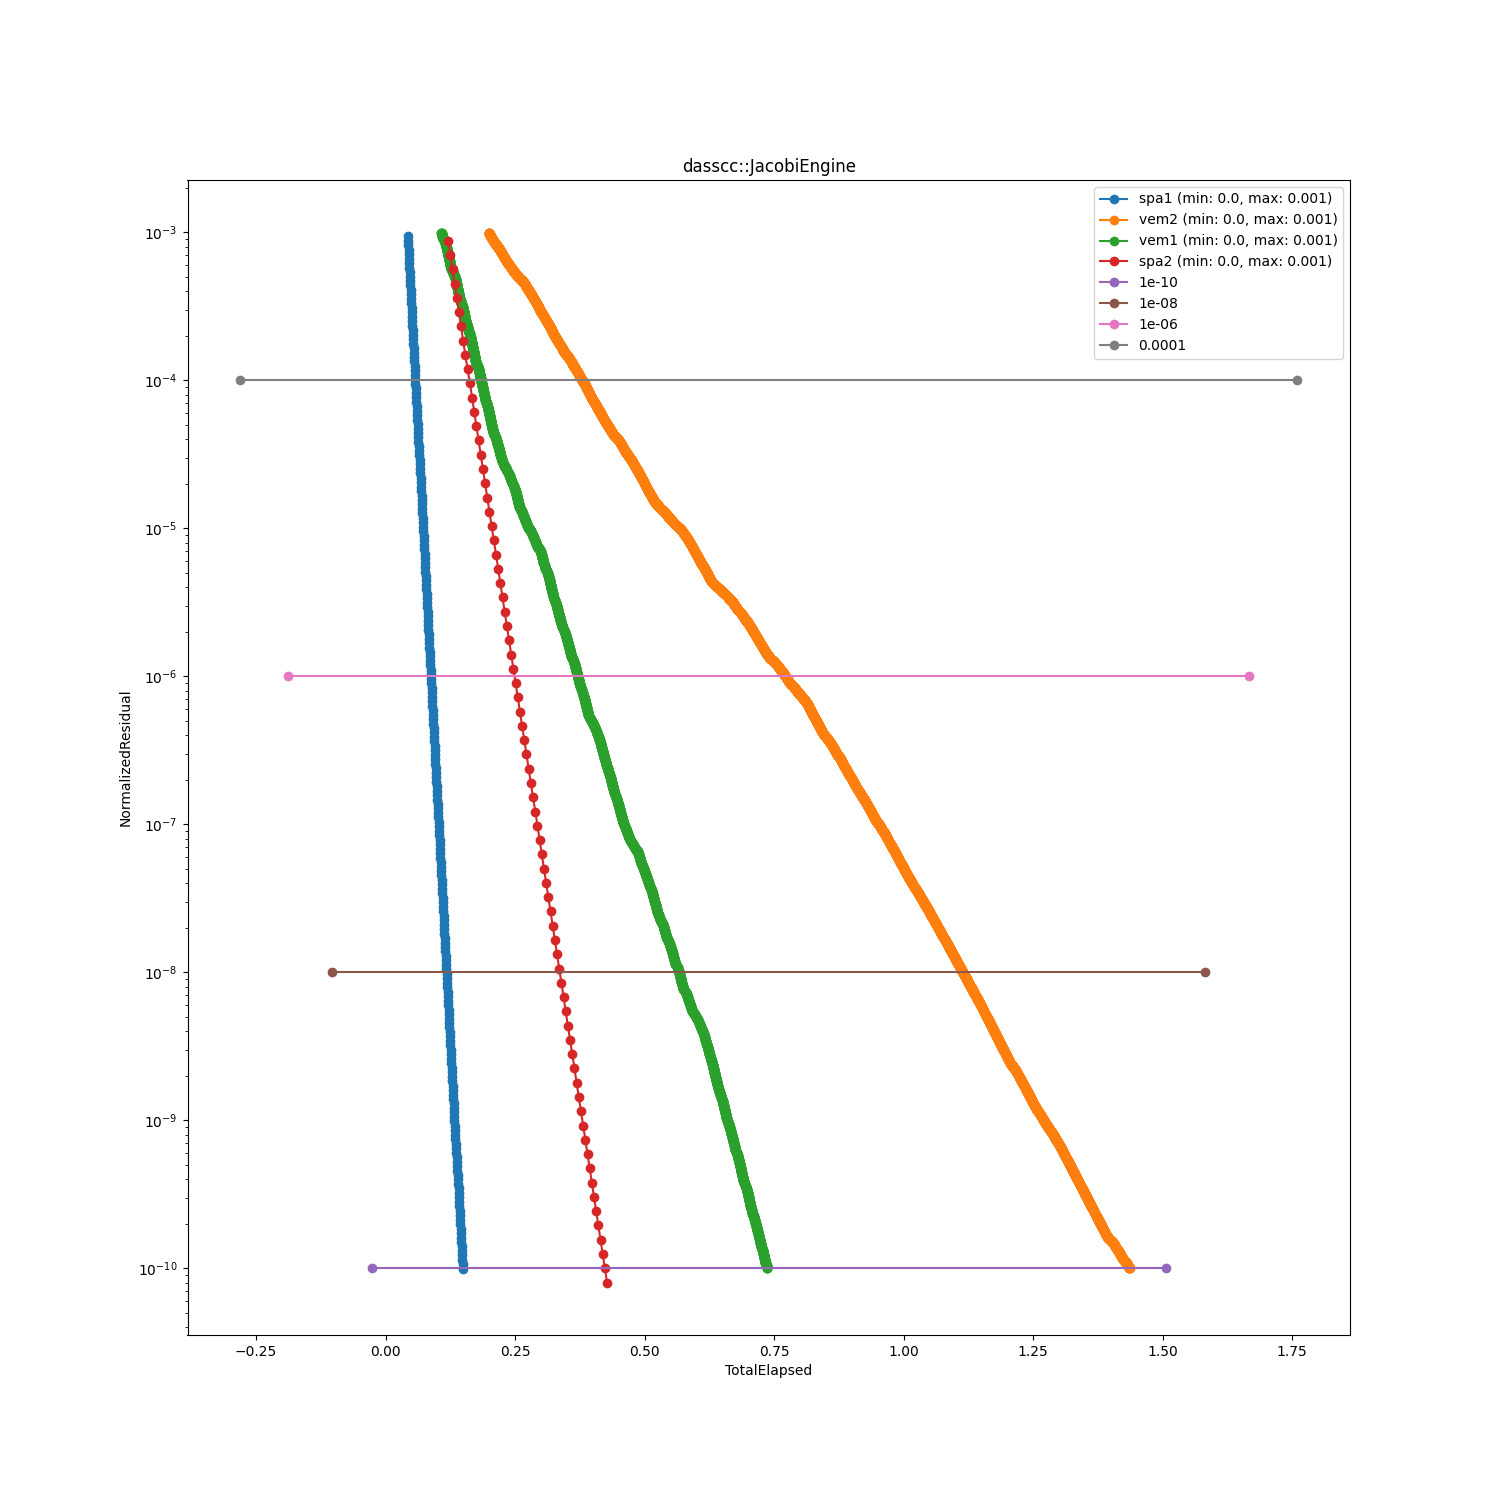 dasscc::JacobiEngine
spa1 (min: 0.0, max: 0.001)
vem2 (min: 0.0, max: 0.001)
vem1 (min: 0.0, max: 0.001)
spa2 (min: 0.0, max: 0.001)
1e-10
1e-08
1e-06
0.0001
NormalizedResidual
10⁻³
10⁻⁴
10⁻⁵
10⁻⁶
10⁻⁷
10⁻⁸
10⁻⁹
10⁻¹⁰
−0.25 0.00 0.25 0.50 0.75 1.00 1.25 1.50 1.75
TotalElapsed